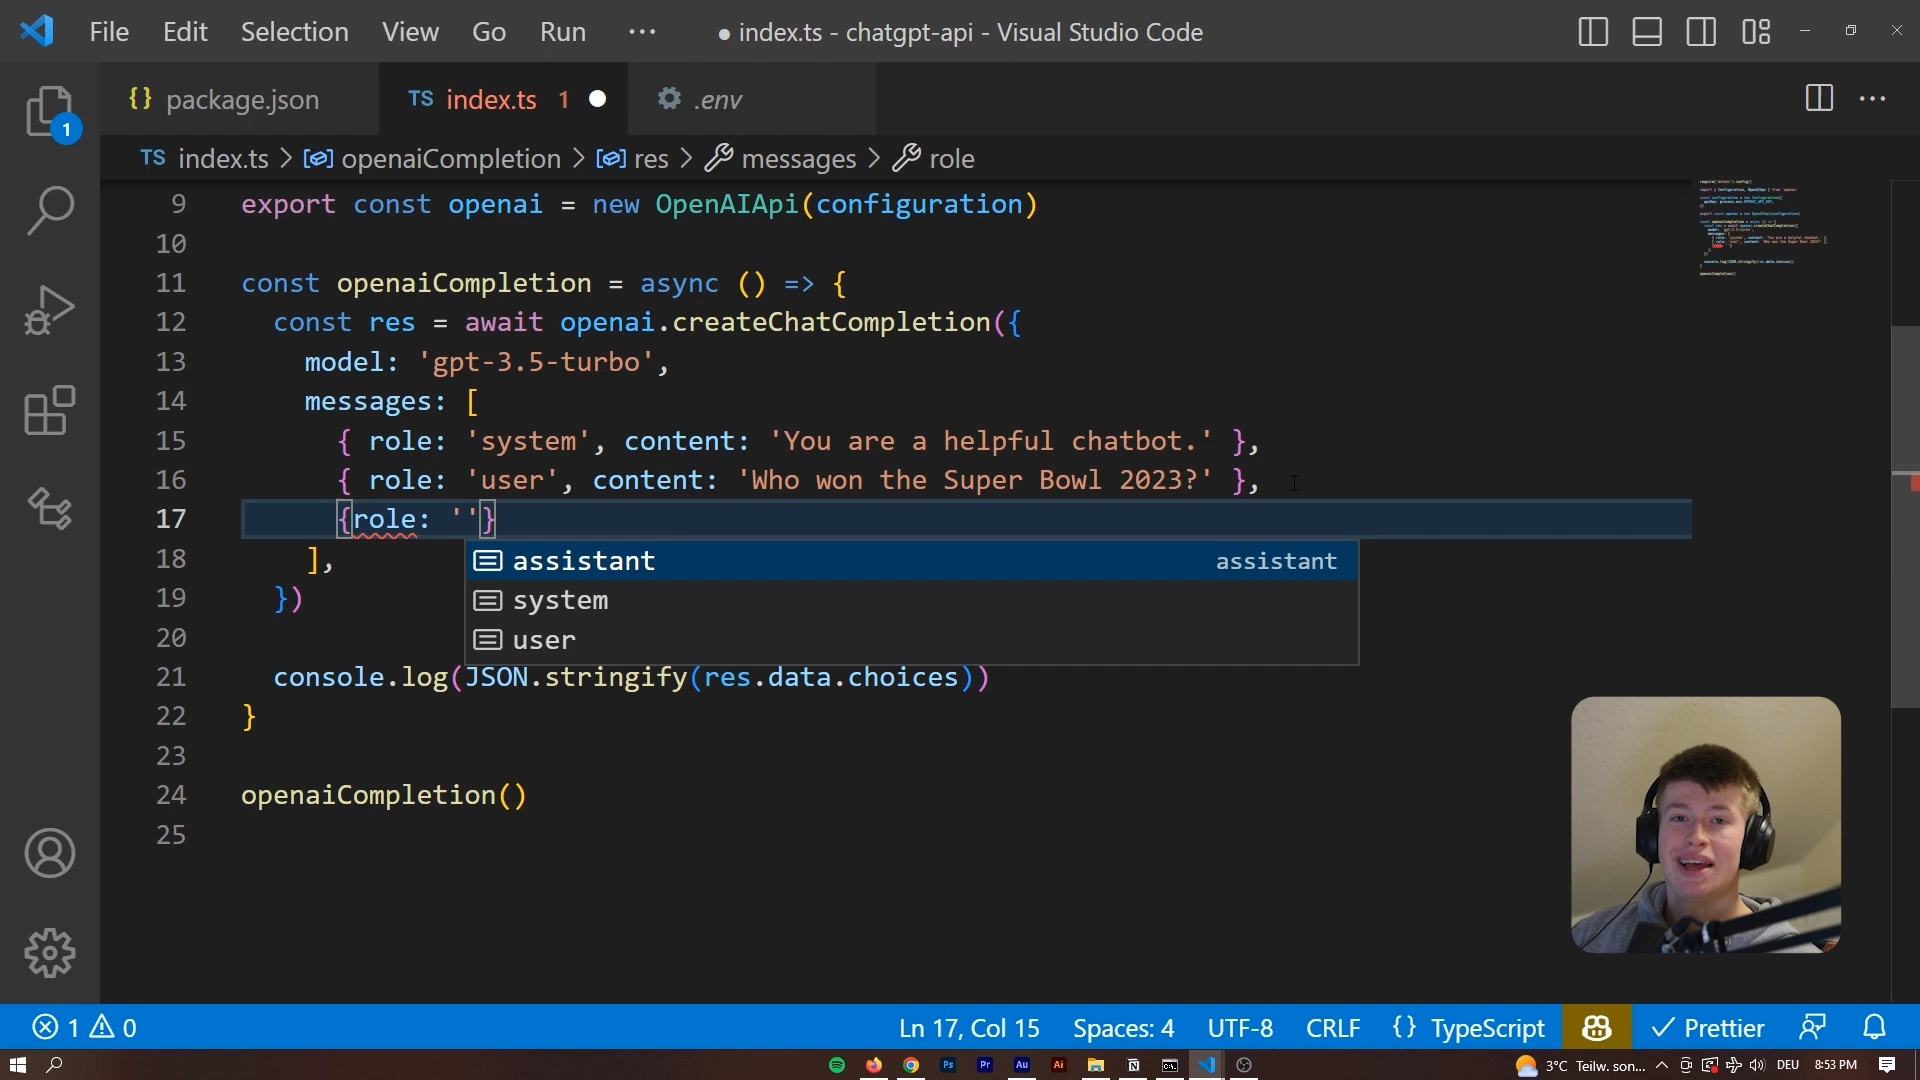 File Edit Selection View Go Run ··· ● index.ts - chatgpt-api - Visual Studio Code
{} package.json TS index.ts 1 ● .env ···
1
TS index.ts > openaiCompletion > res > messages > role
9 export const openai = new OpenAIApi(configuration)
10
11 const openaiCompletion = async () => {
12 const res = await openai.createChatCompletion({
13 model: 'gpt-3.5-turbo',
14 messages: [
15 { role: 'system', content: 'You are a helpful chatbot.' },
16 { role: 'user', content: 'Who won the Super Bowl 2023?' },
17 {role: ''}
18 ],
assistant assistant
19 })
system
20
user
21 console.log(JSON.stringify(res.data.choices))
22 }
23
24 openaiCompletion()
25
1 0 Ln 17, Col 15 Spaces: 4 UTF-8 CRLF {} TypeScript Prettier
Ps Pr Au Ai 3°C Teilw. son... DEU 8:53 PM